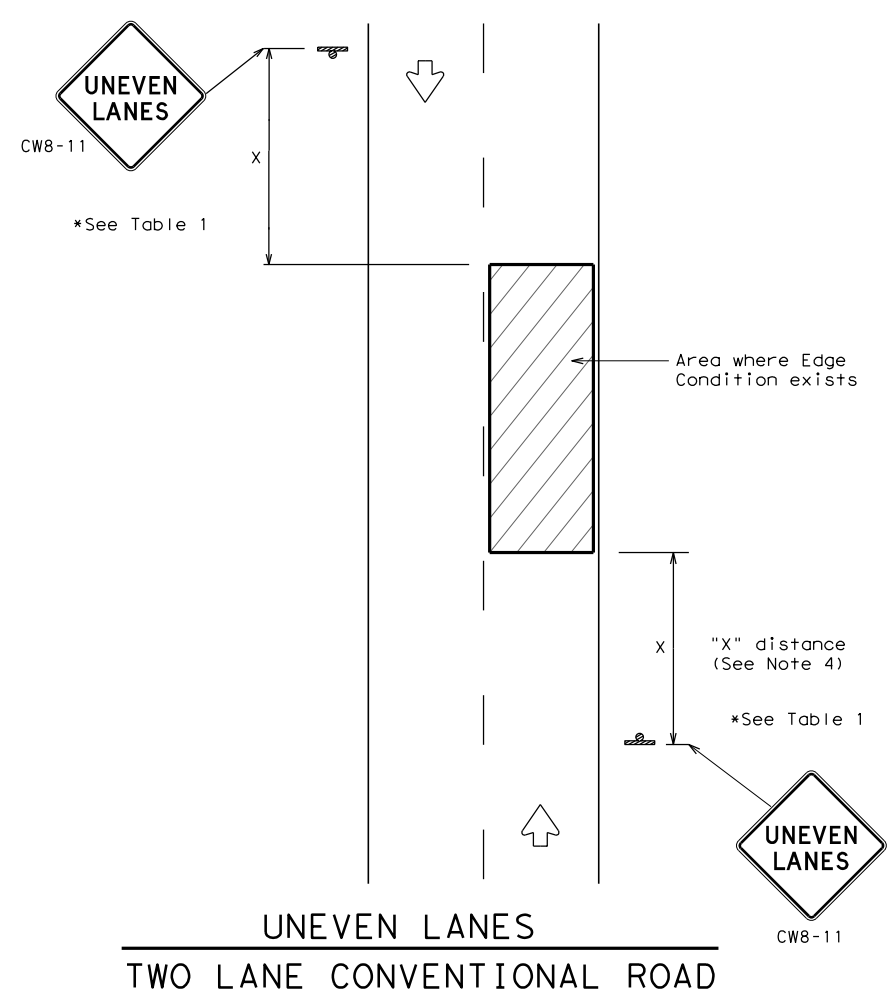 UNEVEN
LANES
CW8-11
X
*See Table 1
Area where Edge
Condition exists
X
"X" distance
(See Note 4)
*See Table 1
UNEVEN
LANES
CW8-11
UNEVEN LANES
TWO LANE CONVENTIONAL ROAD